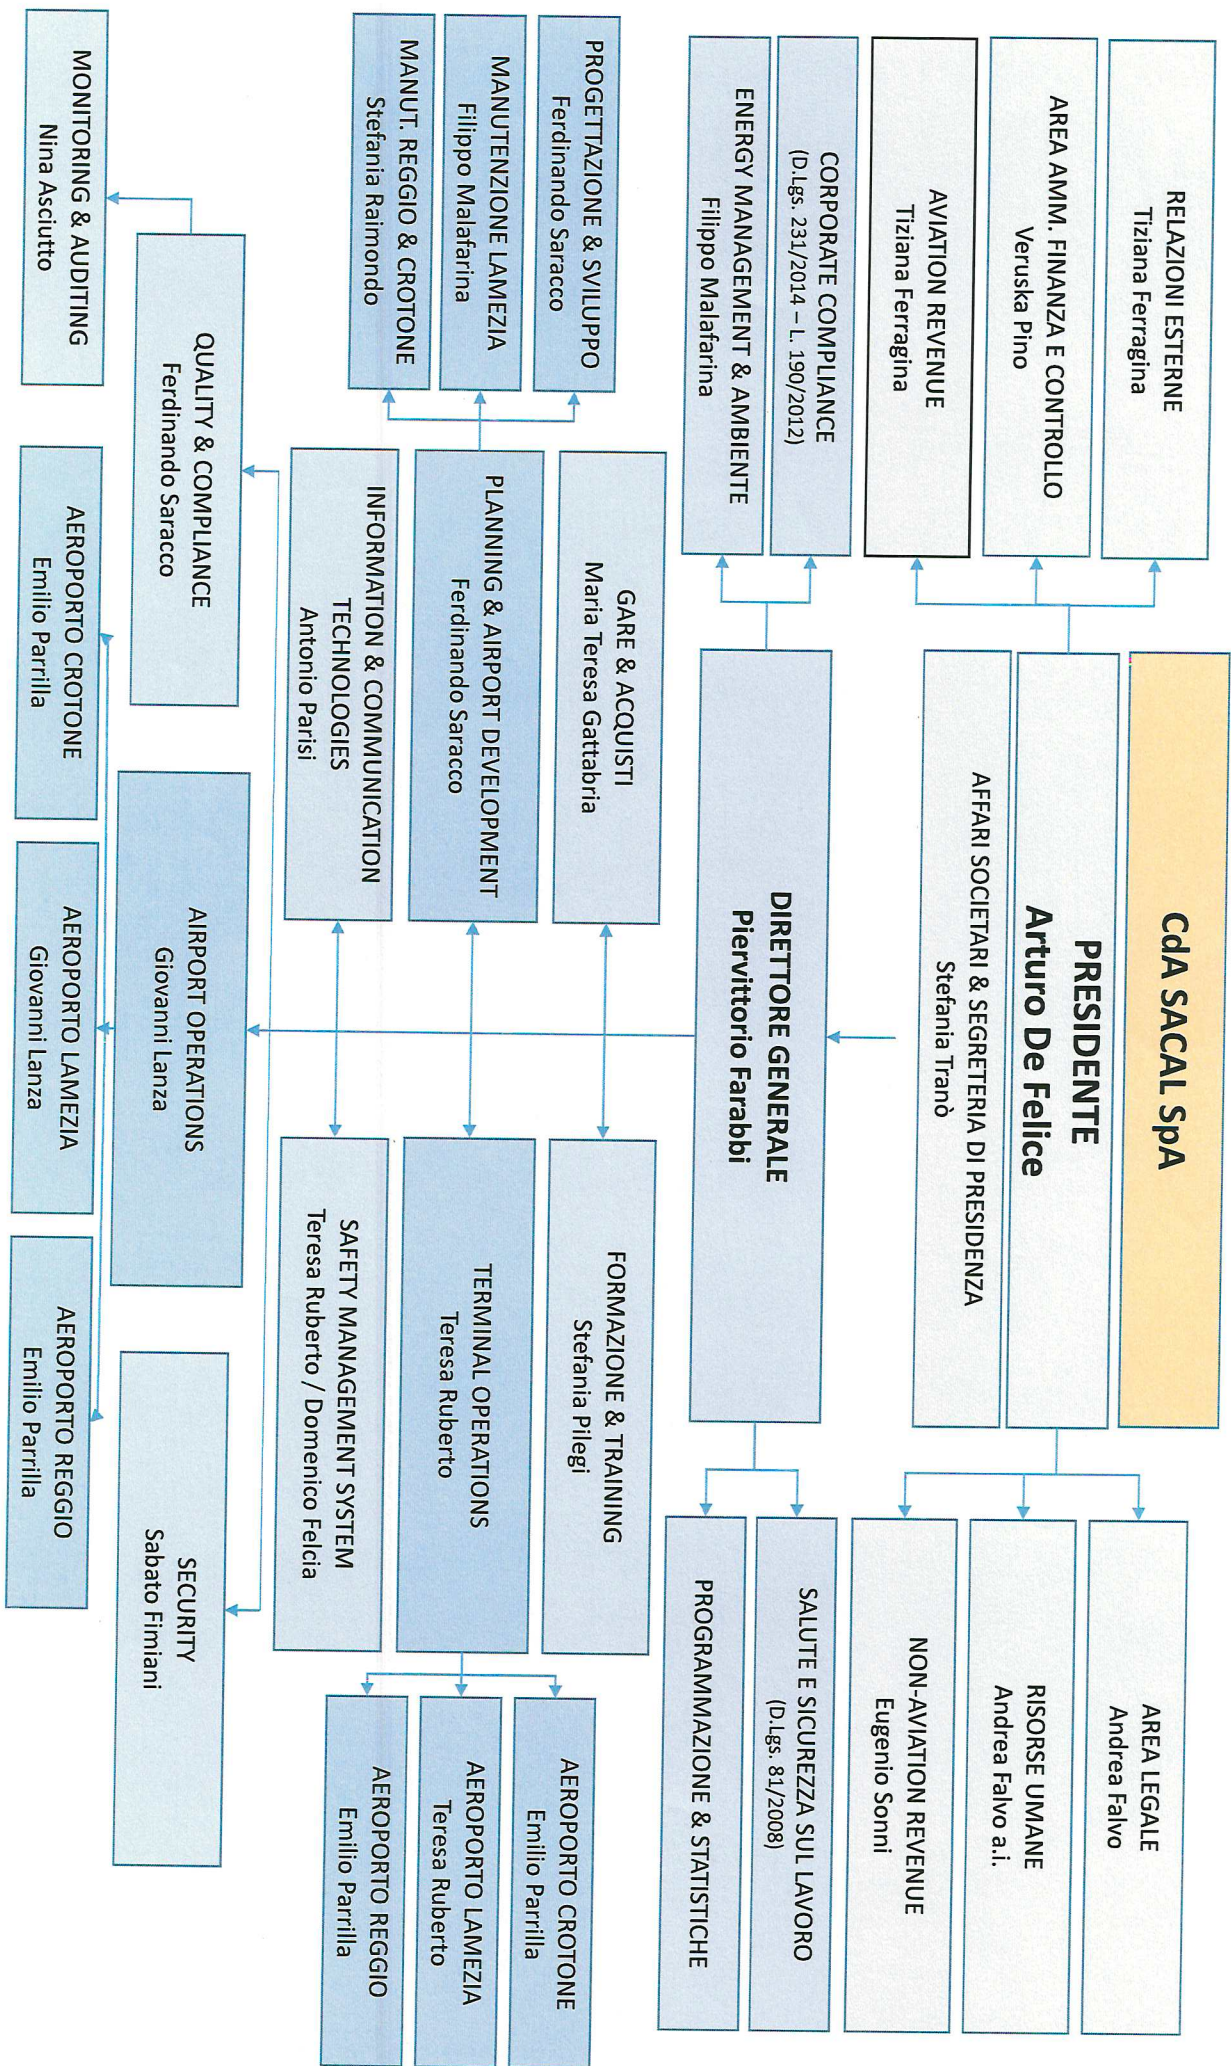 CdA SACAL SpA
PRESIDENTE
Arturo De Felice
AFFARI SOCIETARI & SEGRETERIA DI PRESIDENZA
Stefania Tranò
RELAZIONI ESTERNE
Tiziana Ferragina
AREA AMM. FINANZA E CONTROLLO
Veruska Pino
AVIATION REVENUE
Tiziana Ferragina
AREA LEGALE
Andrea Falvo
RISORSE UMANE
Andrea Falvo a.i.
NON-AVIATION REVENUE
Eugenio Sonni
DIRETTORE GENERALE
Piervittorio Farabbi
CORPORATE COMPLIANCE
(D.Lgs. 231/2014 – L. 190/2012)
ENERGY MANAGEMENT & AMBIENTE
Filippo Malafarina
SALUTE E SICUREZZA SUL LAVORO
(D.Lgs. 81/2008)
PROGRAMMAZIONE & STATISTICHE
GARE & ACQUISTI
Maria Teresa Gattabria
FORMAZIONE & TRAINING
Stefania Pilegi
PROGETTAZIONE & SVILUPPO
Ferdinando Saracco
MANUTENZIONE LAMEZIA
Filippo Malafarina
MANUT. REGGIO & CROTONE
Stefania Raimondo
PLANNING & AIRPORT DEVELOPMENT
Ferdinando Saracco
TERMINAL OPERATIONS
Teresa Ruberto
AEROPORTO CROTONE
Emilio Parrilla
AEROPORTO LAMEZIA
Teresa Ruberto
AEROPORTO REGGIO
Emilio Parrilla
INFORMATION & COMMUNICATION
TECHNOLOGIES
Antonio Parisi
SAFETY MANAGEMENT SYSTEM
Teresa Ruberto / Domenico Felcia
QUALITY & COMPLIANCE
Ferdinando Saracco
AIRPORT OPERATIONS
Giovanni Lanza
SECURITY
Sabato Fimiani
MONITORING & AUDITING
Nina Asciutto
AEROPORTO CROTONE
Emilio Parrilla
AEROPORTO LAMEZIA
Giovanni Lanza
AEROPORTO REGGIO
Emilio Parrilla